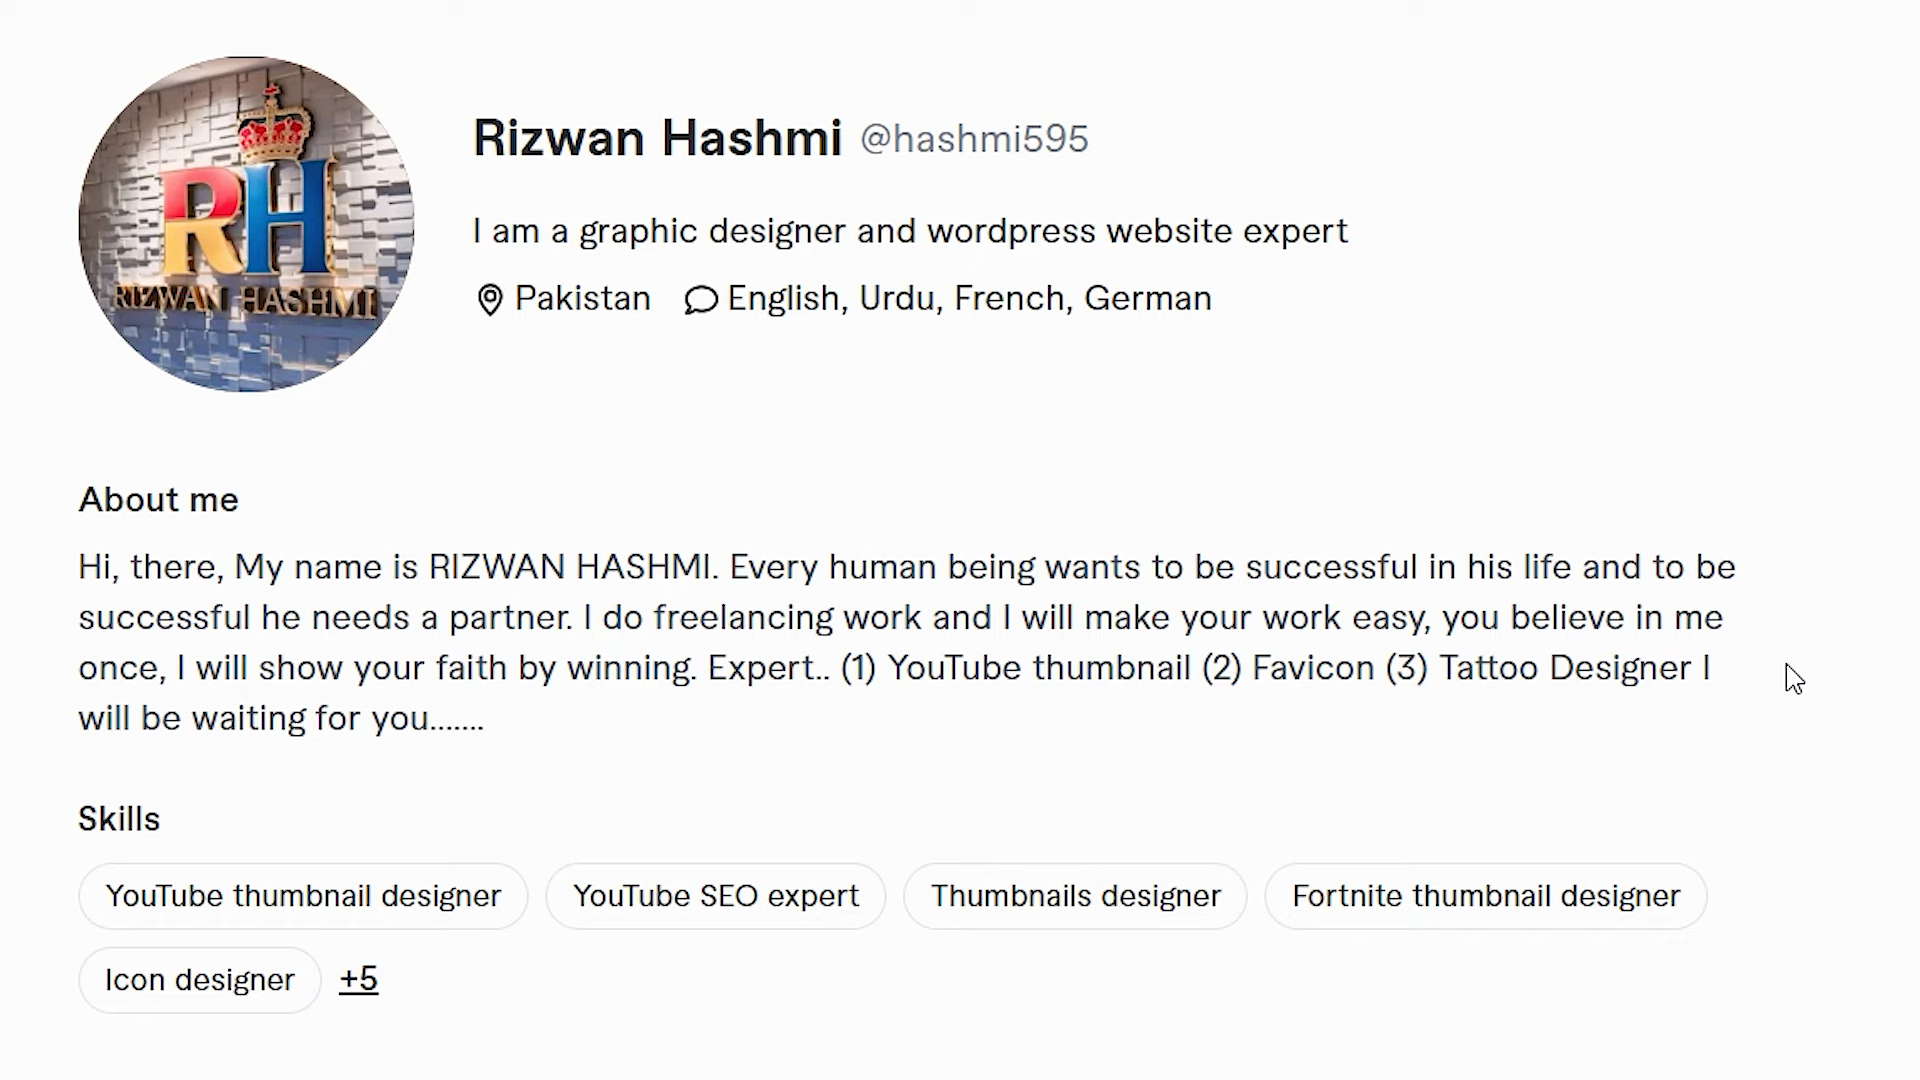 RH
RIZWAN HASHMI
Rizwan Hashmi @hashmi595
I am a graphic designer and wordpress website expert
Pakistan English, Urdu, French, German
About me
Hi, there, My name is RIZWAN HASHMI. Every human being wants to be successful in his life and to be
successful he needs a partner. I do freelancing work and I will make your work easy, you believe in me
once, I will show your faith by winning. Expert.. (1) YouTube thumbnail (2) Favicon (3) Tattoo Designer I
will be waiting for you.......
Skills
YouTube thumbnail designer YouTube SEO expert Thumbnails designer Fortnite thumbnail designer
Icon designer +5